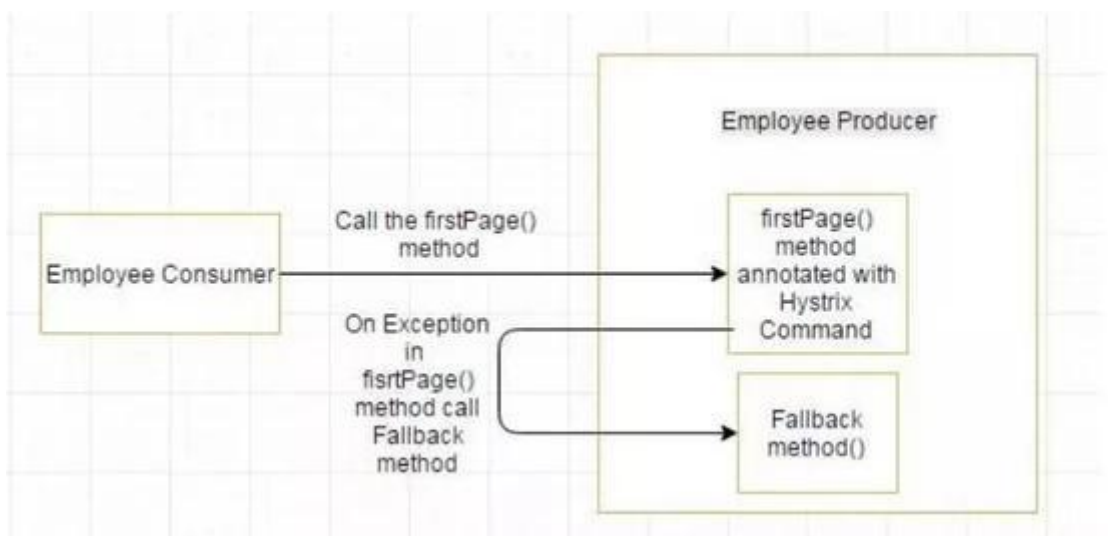 Employee Producer
Call the firstPage()
method
Employee Consumer
firstPage()
method
annotated with
Hystrix
Command
On Exception
in
fisrtPage()
method call
Fallback
method
Fallback
method()